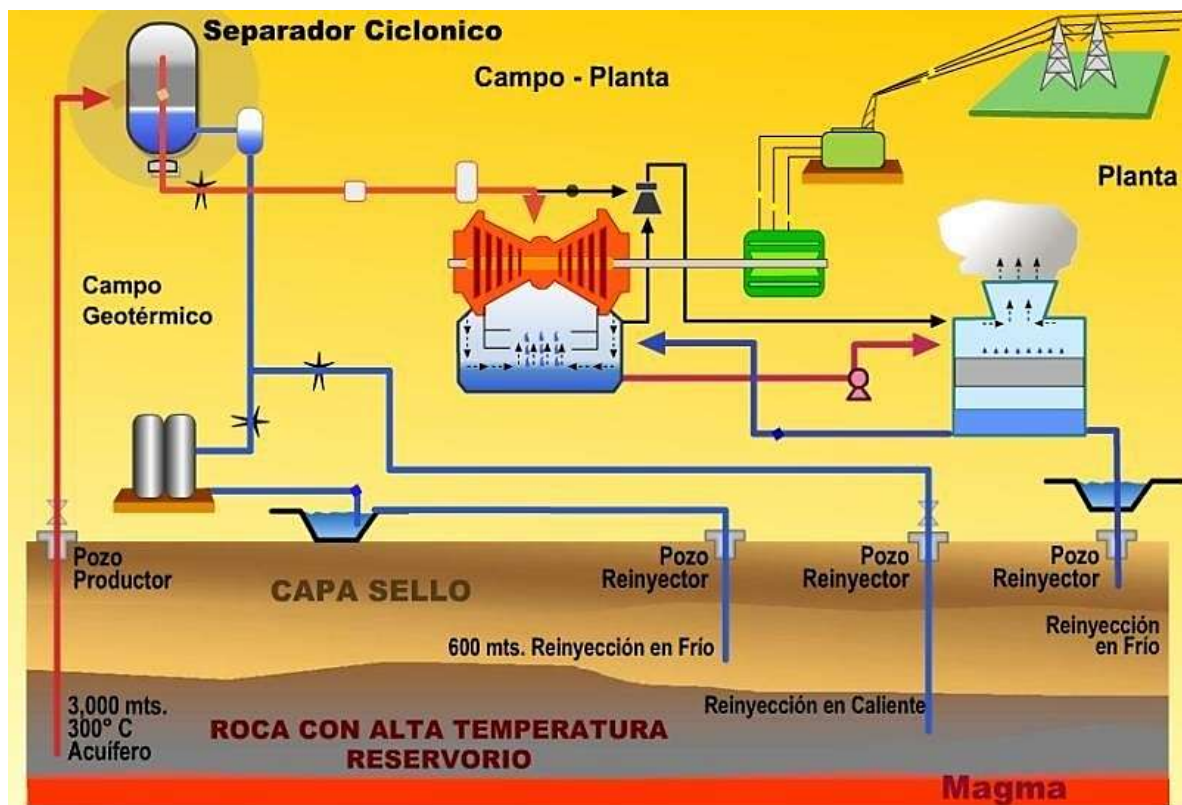 Separador Ciclonico
Campo - Planta
Planta
Campo
Geotérmico
Pozo
Productor
CAPA SELLO
Pozo
Reinyector
Pozo
Reinyector
Pozo
Reinyector
600 mts. Reinyección en Frío
Reinyección
en Frío
3,000 mts.
300° C
Acuífero
Reinyección en Caliente
ROCA CON ALTA TEMPERATURA
RESERVORIO
Magma